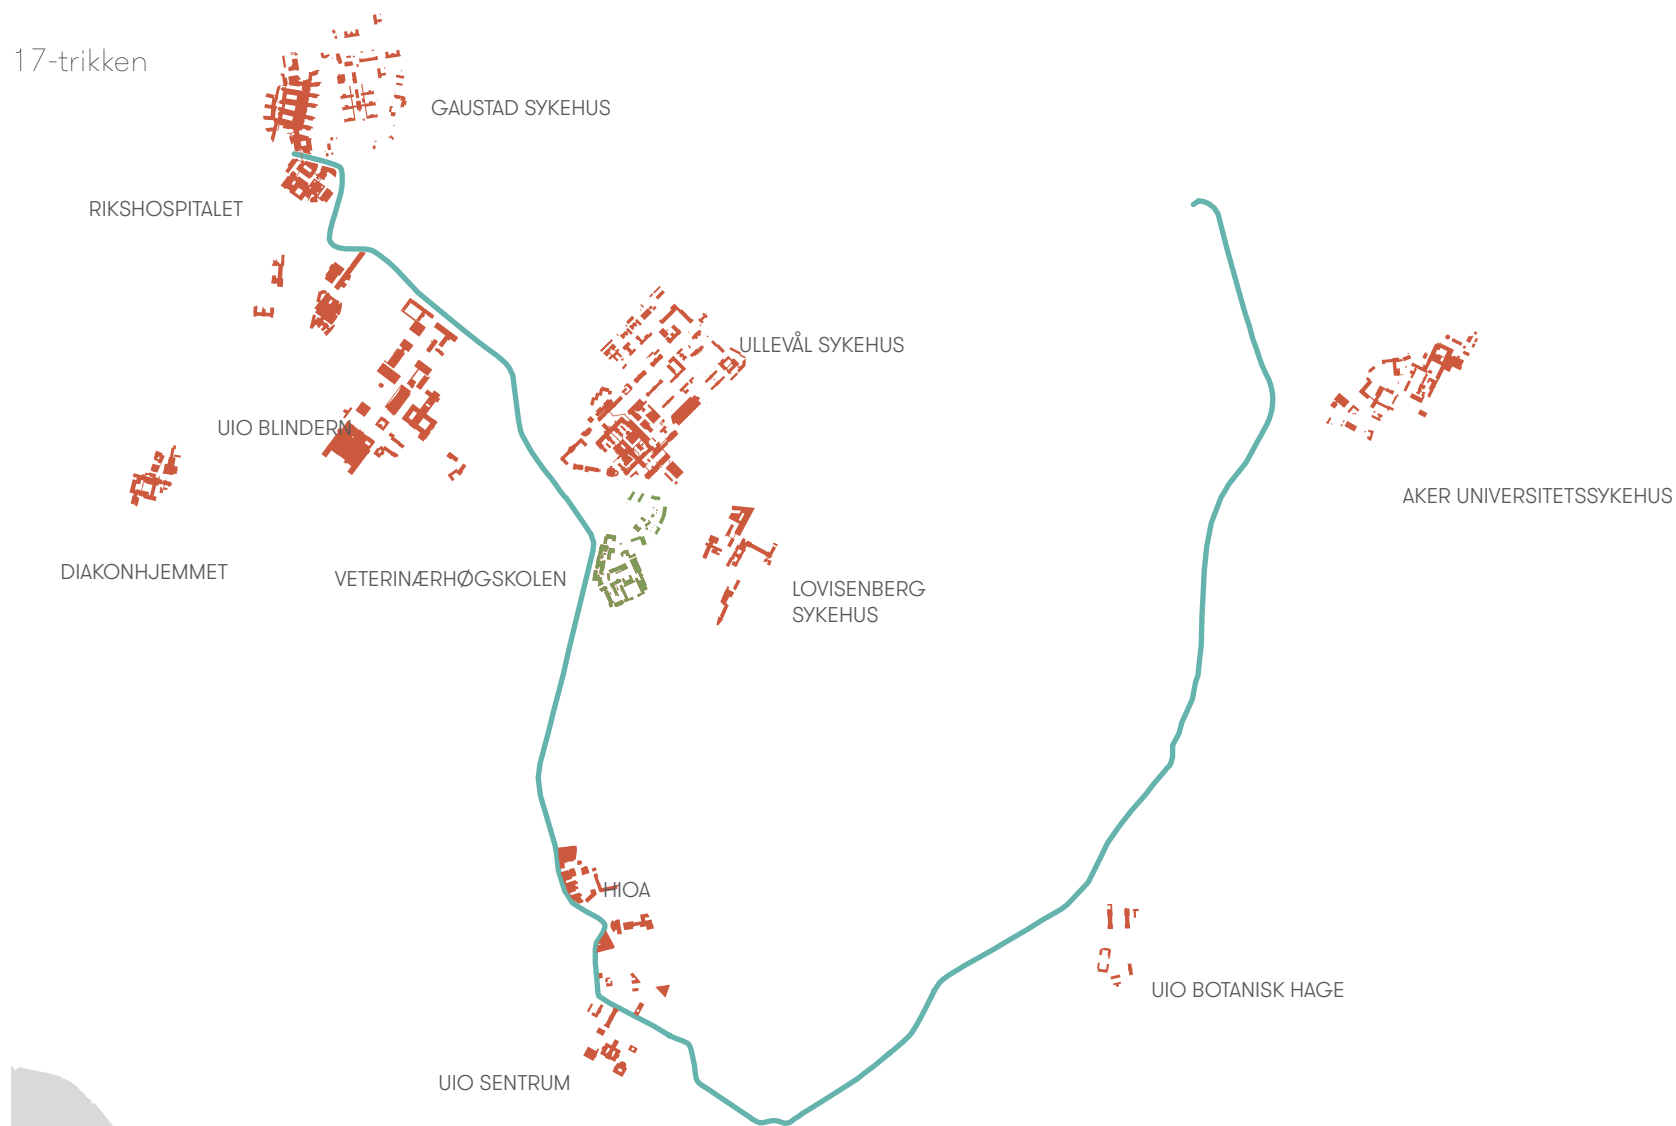 17-trikken
GAUSTAD SYKEHUS
RIKSHOSPITALET
ULLEVÅL SYKEHUS
UIO BLINDERN
AKER UNIVERSITETSSYKEHUS
DIAKONHJEMMET
VETERINÆRHØGSKOLEN
LOVISENBERG
SYKEHUS
HIOA
UIO BOTANISK HAGE
UIO SENTRUM